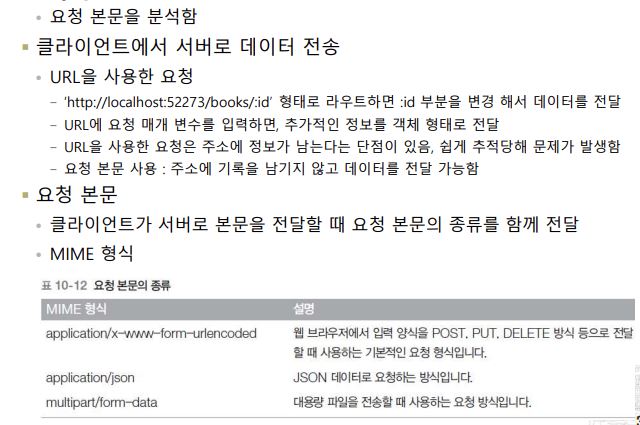 요청 본문을 분석함
클라이언트에서 서버로 데이터 전송
URL을 사용한 요청
'http://localhost:52273/books/:id' 형태로 라우트하면 :id 부분을 변경 해서 데이터를 전달
URL에 요청 매개 변수를 입력하면, 추가적인 정보를 객체 형태로 전달
URL을 사용한 요청은 주소에 정보가 남는다는 단점이 있음, 쉽게 추적당해 문제가 발생함
요청 본문 사용 : 주소에 기록을 남기지 않고 데이터를 전달 가능함
요청 본문
클라이언트가 서버로 본문을 전달할 때 요청 본문의 종류를 함께 전달
MIME 형식
표 10-12 요청 본문의 종류
MIME 형식 설명
application/x-www-form-urlencoded 웹 브라우저에서 입력 양식을 POST, PUT, DELETE 방식 등으로 전달
할 때 사용하는 기본적인 요청 형식입니다.
application/json JSON 데이터로 요청하는 방식입니다.
multipart/form-data 대용량 파일을 전송할 때 사용하는 요청 방식입니다.